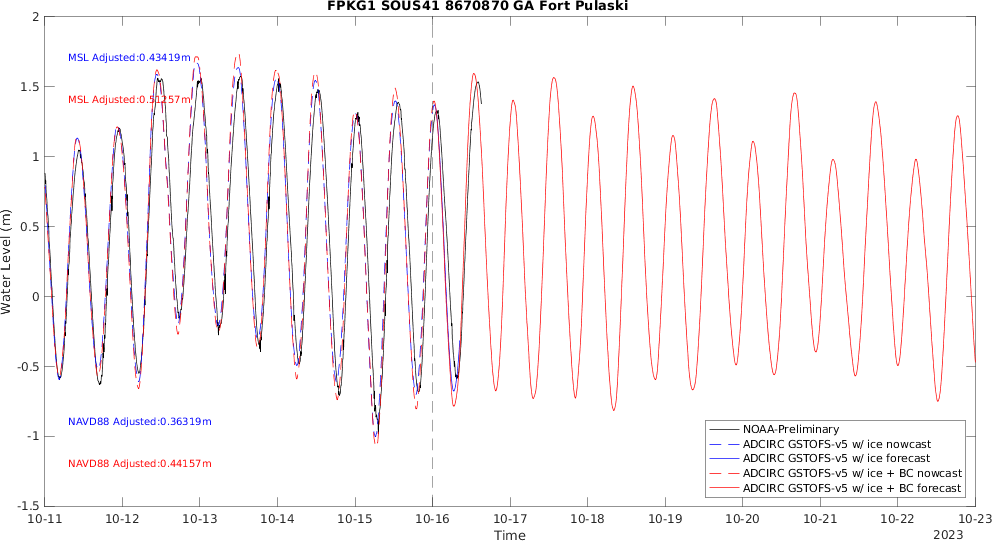 FPKG1 SOUS41 8670870 GA Fort Pulaski
2
1.5
1
0.5
0
-0.5
-1
-1.5
Water Level (m)
MSL Adjusted:0.43419m
MSL Adjusted:0.51257m
NAVD88 Adjusted:0.36319m
NAVD88 Adjusted:0.44157m
NOAA-Preliminary
ADCIRC GSTOFS-v5 w/ ice nowcast
ADCIRC GSTOFS-v5 w/ ice forecast
ADCIRC GSTOFS-v5 w/ ice + BC nowcast
ADCIRC GSTOFS-v5 w/ ice + BC forecast
10-11 10-12 10-13 10-14 10-15 10-16 10-17 10-18 10-19 10-20 10-21 10-22 10-23
Time
2023